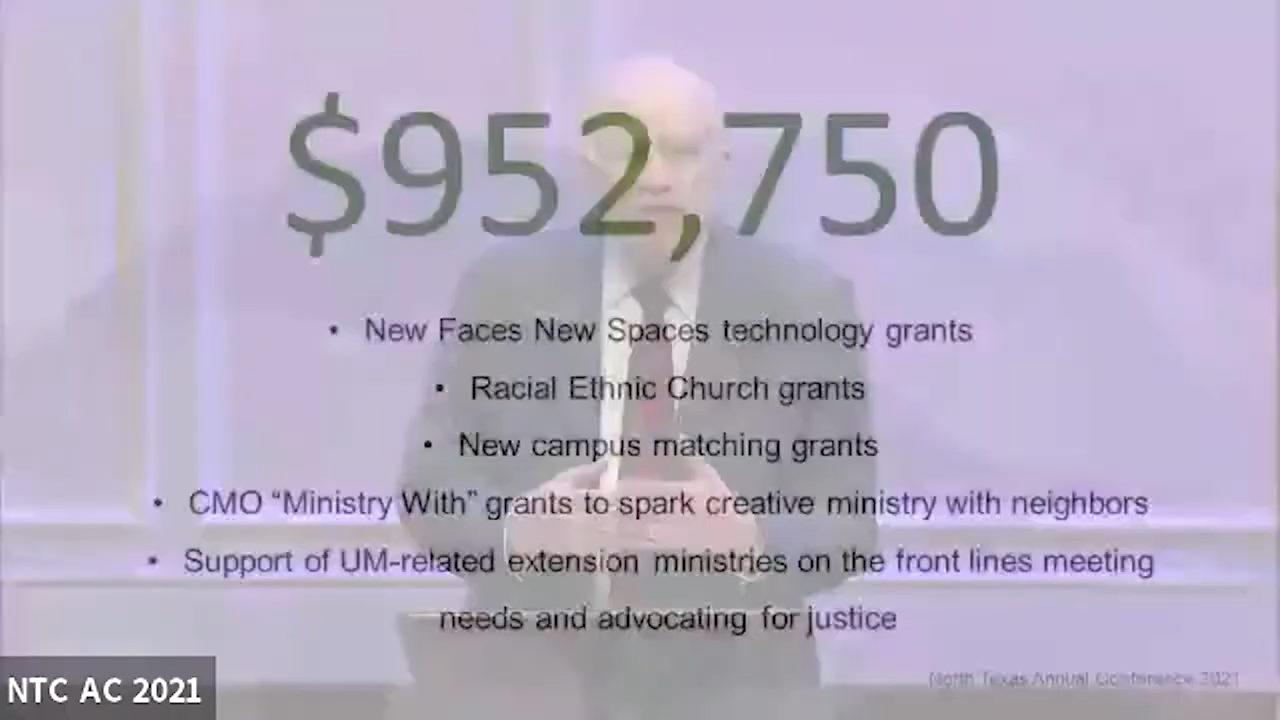 $952,750
• New Faces New Spaces technology grants
• Racial Ethnic Church grants
• New campus matching grants
• CMO “Ministry With” grants to spark creative ministry with neighbors
• Support of UM-related extension ministries on the front lines meeting
needs and advocating for justice
North Texas Annual Conference 2021
NTC AC 2021